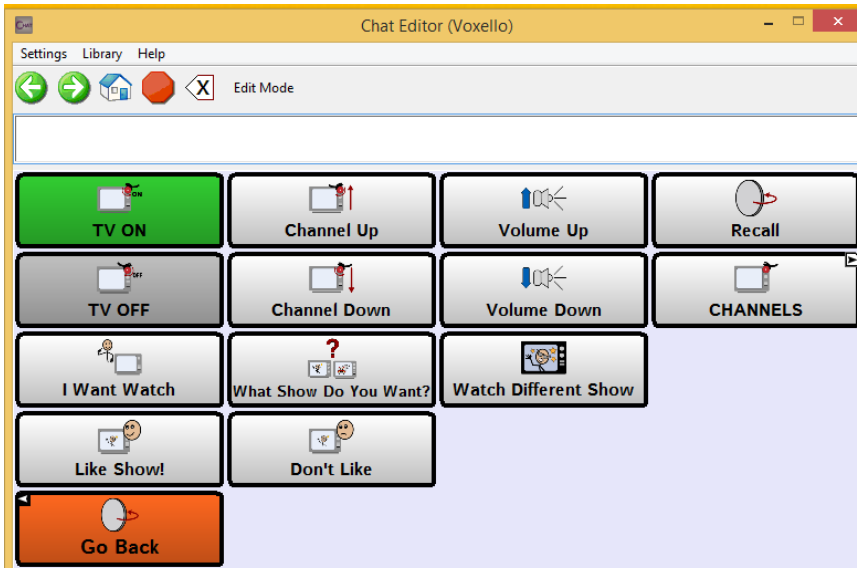 Chat Editor (Voxello)
Settings Library Help
X Edit Mode
ON
TV ON
Channel Up
Volume Up
Recall
OFF
TV OFF
Channel Down
Volume Down
CHANNELS
I Want Watch
?
What Show Do You Want?
Watch Different Show
Like Show!
Don't Like
Go Back